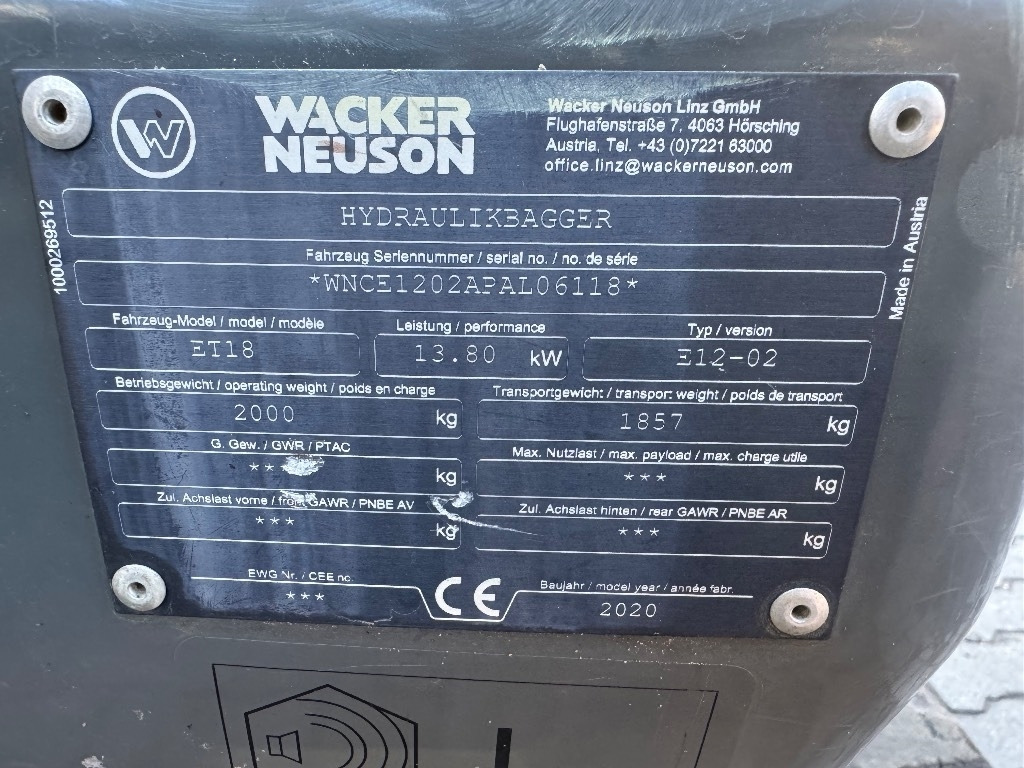 WACKER
NEUSON
Wacker Neuson Linz GmbH
Flughafenstraße 7, 4063 Hörsching
Austria, Tel. +43 (0)7221 63000
office.linz@wackerneuson.com
1000269512
HYDRAULIKBAGGER
Made in Austria
Fahrzeug Seriennummer / serial no. / no. de série
*WNCE1202APAL06118*
Fahrzeug-Model / model / modèle
ET18
Leistung / performance
13.80 kW
Typ / version
E12-02
Betriebsgewicht / operating weight / poids en charge
2000 kg
Transportgewicht / transport weight / poids de transport
1857 kg
G. Gew. / GWR / PTAC
*** kg
Max. Nutzlast / max. payload / max. charge utile
*** kg
Zul. Achslast vorne / front GAWR / PNBE AV
*** kg
Zul. Achslast hinten / rear GAWR / PNBE AR
*** kg
EWG Nr. / CEE no.
***
CE
Baujahr / model year / année fabr.
2020